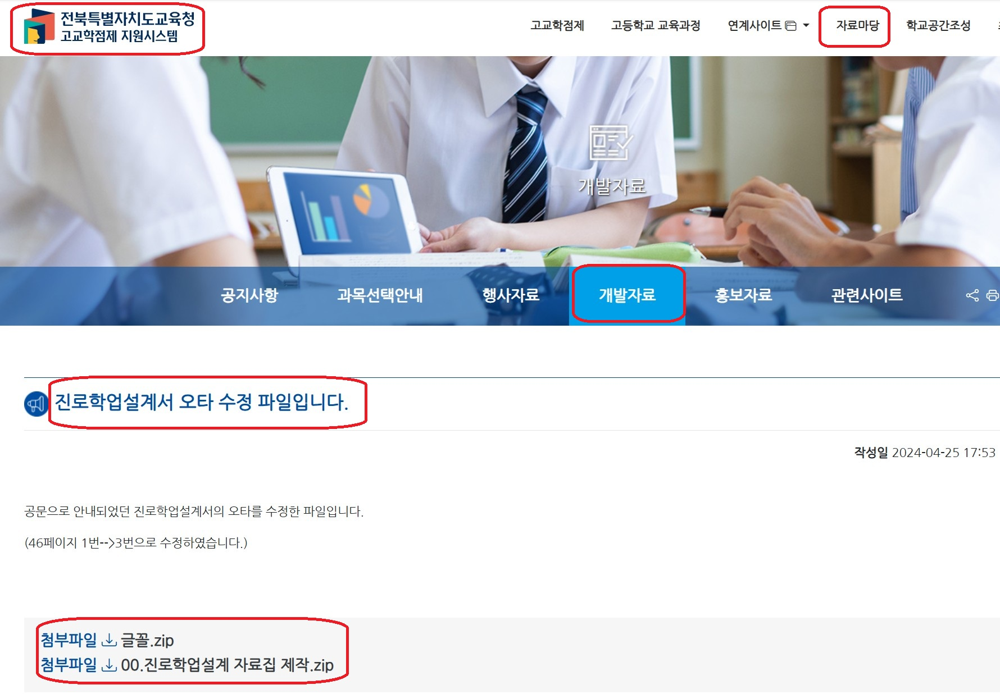 전북특별자치도교육청
고교학점제 지원시스템
고교학점제 고등학교 교육과정 연계사이트 자료마당 학교공간조성
개발자료
공지사항 과목선택안내 행사자료 개발자료 홍보자료 관련사이트
진로학업설계서 오타 수정 파일입니다.
작성일 2024-04-25 17:53
공문으로 안내되었던 진로학업설계서의 오타를 수정한 파일입니다.
(46페이지 1번-->3번으로 수정하였습니다.)
첨부파일 글꼴.zip
첨부파일 00.진로학업설계 자료집 제작.zip